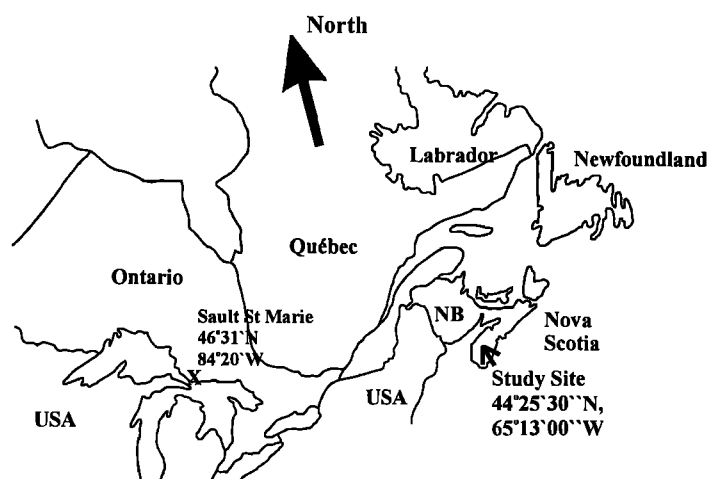 North
Labrador
Newfoundland
Québec
Ontario
Sault St Marie
46°31`N
84°20`W
X
NB
Nova
Scotia
USA
USA
Study Site
44°25`30``N,
65°13`00``W